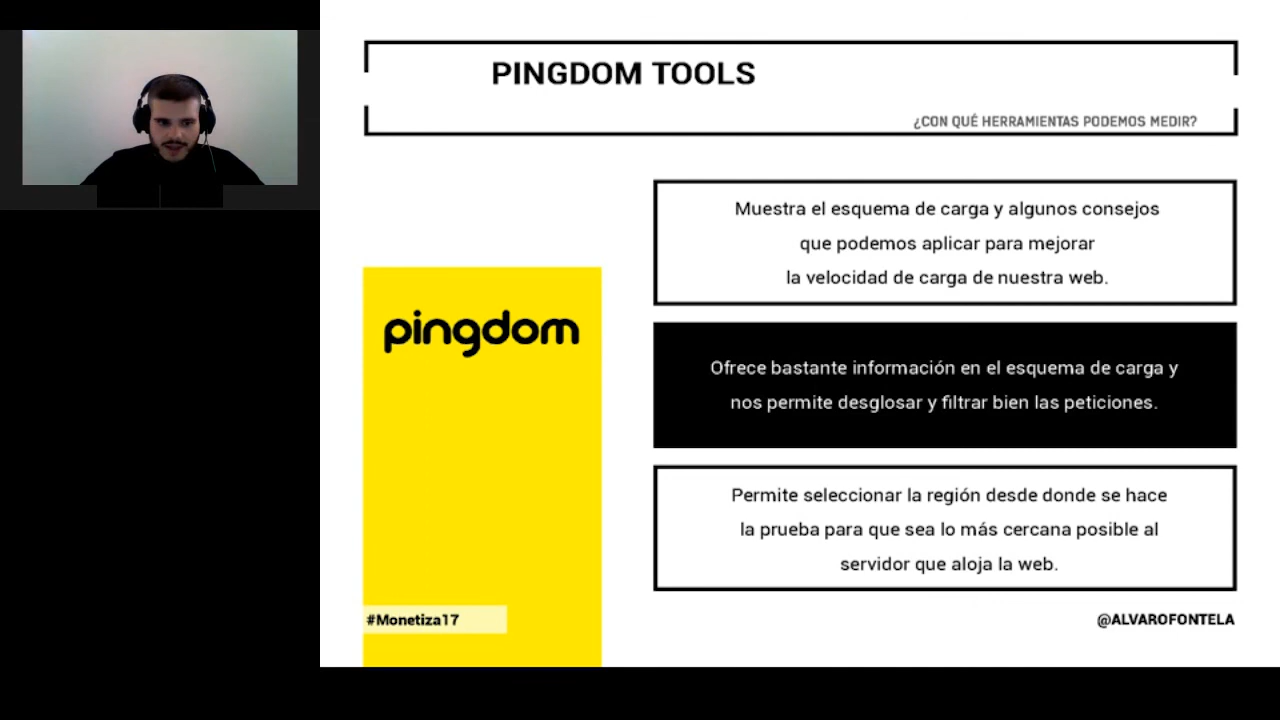 PINGDOM TOOLS
¿CON QUÉ HERRAMIENTAS PODEMOS MEDIR?
Muestra el esquema de carga y algunos consejos
que podemos aplicar para mejorar
la velocidad de carga de nuestra web.
pingdom
Ofrece bastante información en el esquema de carga y
nos permite desglosar y filtrar bien las peticiones.
Permite seleccionar la región desde donde se hace
la prueba para que sea lo más cercana posible al
servidor que aloja la web.
#Monetiza17
@ALVAROFONTELA